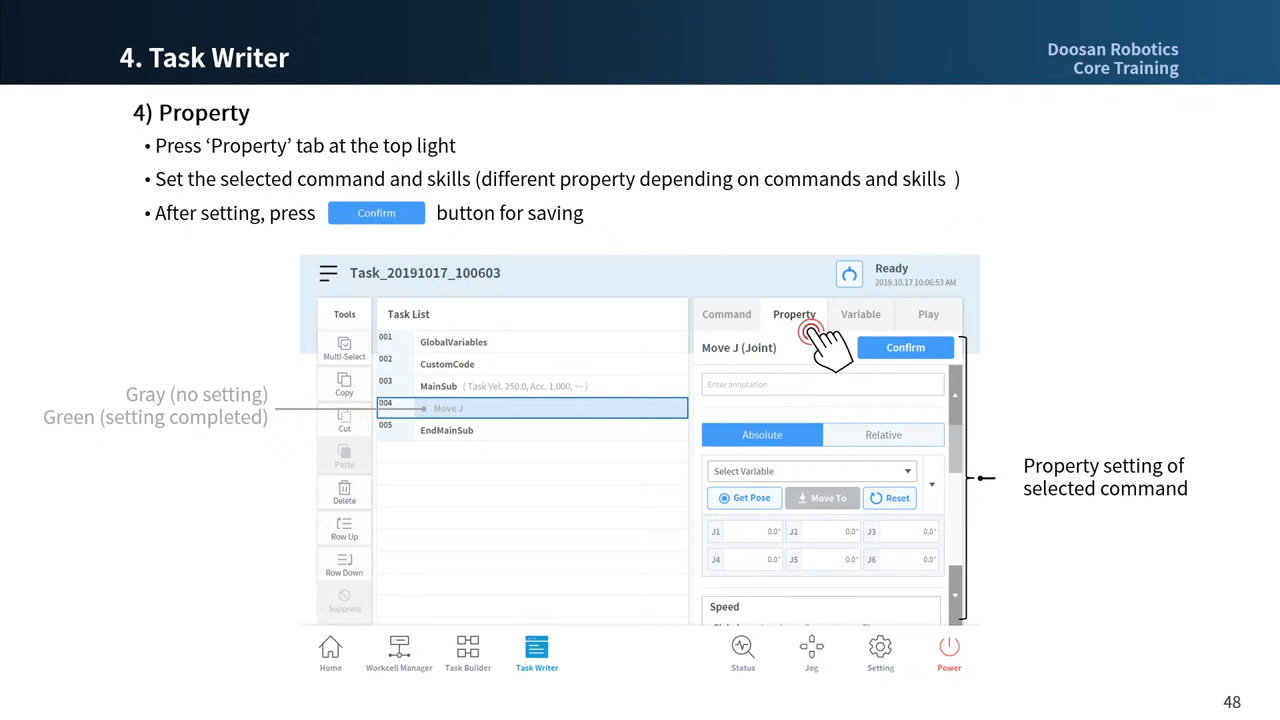 4. Task Writer
Doosan Robotics
Core Training
4) Property
• Press ‘Property’ tab at the top light
• Set the selected command and skills (different property depending on commands and skills )
• After setting, press Confirm button for saving
Task_20191017_100603
Ready
2019.10.17 10:06:53 AM
Tools
Multi-Select
Copy
Cut
Paste
Delete
Row Up
Row Down
Suppress
Task List
001 GlobalVariables
002 CustomCode
003 MainSub ( Task Vel. 250.0, Acc. 1.000, ··· )
004 Move J
005 EndMainSub
Gray (no setting)
Green (setting completed)
Command Property Variable Play
Move J (Joint) Confirm
Enter annotation
Absolute Relative
Select Variable
Get Pose Move To Reset
J1 0.0° J2 0.0° J3 0.0°
J4 0.0° J5 0.0° J6 0.0°
Speed
Property setting of
selected command
Home Workcell Manager Task Builder Task Writer Status Jog Setting Power
48